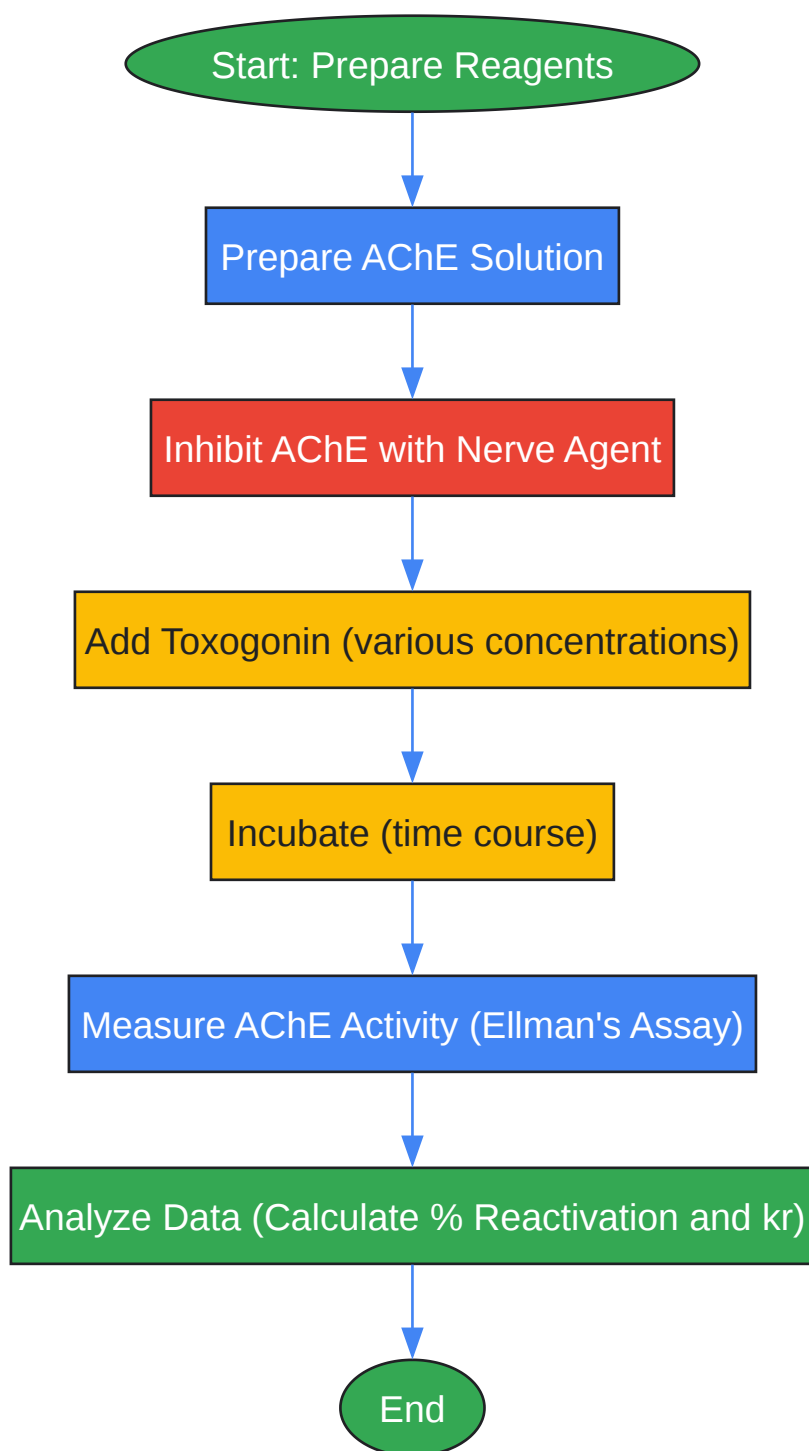 Start: Prepare Reagents
Prepare AChE Solution
Inhibit AChE with Nerve Agent
Add Toxogonin (various concentrations)
Incubate (time course)
Measure AChE Activity (Ellman's Assay)
Analyze Data (Calculate % Reactivation and kr)
End